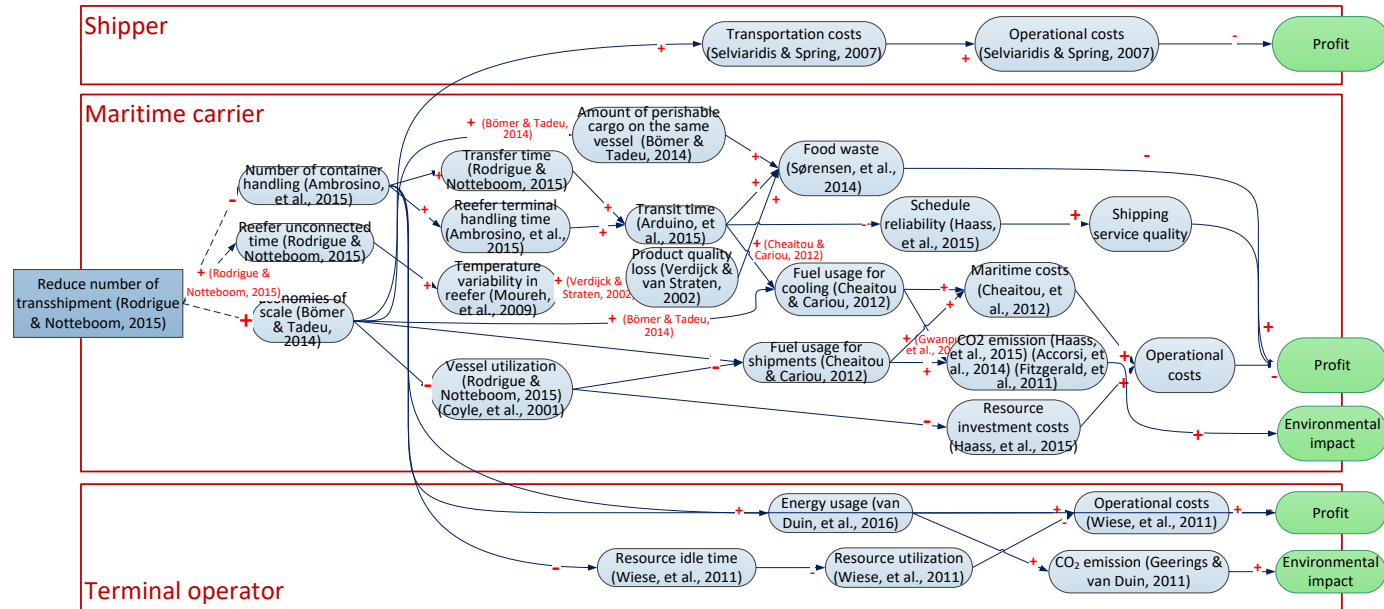 Shipper
Transportation costs
(Selviaridis & Spring, 2007)
+
Operational costs
(Selviaridis & Spring, 2007)
+
-
Profit
Maritime carrier
+ (Bömer & Tadeu,
2014)
Amount of perishable
cargo on the same
vessel (Bömer &
Tadeu, 2014)
+
Food waste
(Sørensen, et al.,
2014)
-
Number of container
handling (Ambrosino,
et al., 2015)
-
Transfer time
(Rodrigue &
Notteboom, 2015)
+
+
+
+
Reefer terminal
handling time
(Ambrosino, et al.,
2015)
+
+
Transit time
(Arduino, et
al., 2015)
-
Schedule
reliability (Haass,
et al., 2015)
+
Shipping
service quality
Reefer unconnected
time (Rodrigue &
Notteboom, 2015)
+ (Rodrigue &
Notteboom, 2015)
+
Temperature
variability in
reefer (Moureh,
et al., 2009)
+ (Verdijck &
Straten, 2002)
Product quality
loss (Verdijck &
van Straten,
2002)
+ (Cheaitou &
Cariou, 2012)
Fuel usage for
cooling (Cheaitou
& Cariou, 2012)
+
+
Maritime costs
(Cheaitou, et
al., 2012)
Reduce number of
transshipment (Rodrigue
& Notteboom, 2015)
+
scale (Bömer
& Tadeu,
2014)
+ (Bömer & Tadeu,
2014)
Fuel usage for
shipments (Cheaitou
& Cariou, 2012)
-
-
+
+
CO2 emission (Haass,
et al., 2015) (Accorsi, et
al., 2014) (Fitzgerald, et
al., 2011)
+
+
Operational
costs
+
-
Profit
Vessel utilization
(Rodrigue &
Notteboom, 2015)
(Coyle, et al., 2001)
-
-
Resource
investment costs
(Haass, et al., 2015)
+
Environmental
impact
Energy usage (van
Duin, et al., 2016)
+
+
-
Operational costs
(Wiese, et al., 2011)
+
-
Profit
Resource idle time
(Wiese, et al., 2011)
-
-
Resource utilization
(Wiese, et al., 2011)
+
CO₂ emission (Geerings &
van Duin, 2011)
+
Environmental
impact
Terminal operator